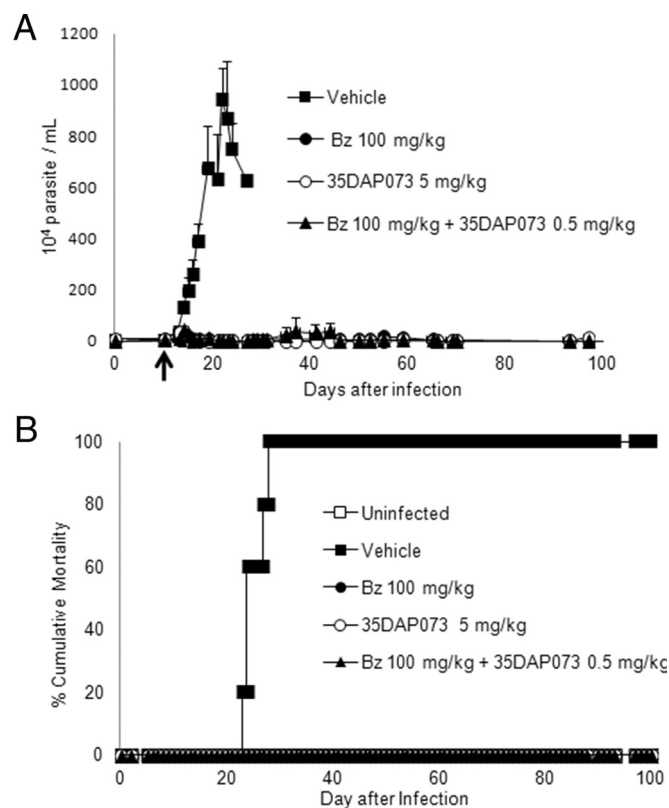 A
1200
1000
800
600
400
200
0
10⁴ parasite / mL
Vehicle
Bz 100 mg/kg
35DAP073 5 mg/kg
Bz 100 mg/kg + 35DAP073 0.5 mg/kg
0 20 40 60 80 100
Days after infection
B
100
80
60
40
20
0
% Cumulative Mortality
Uninfected
Vehicle
Bz 100 mg/kg
35DAP073 5 mg/kg
Bz 100 mg/kg + 35DAP073 0.5 mg/kg
0 20 40 60 80 100
Day after Infection